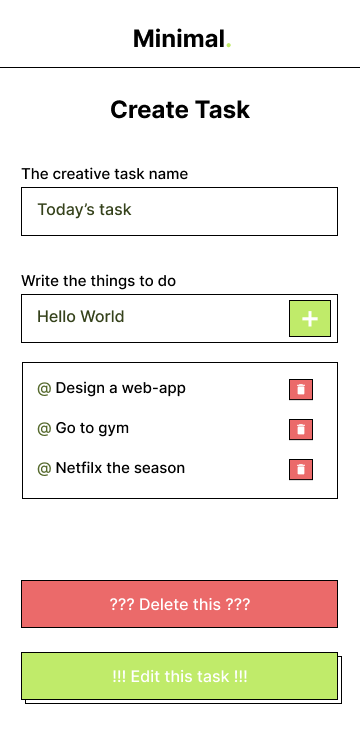 Minimal.
Create Task
The creative task name
Today’s task
Write the things to do
Hello World
@ Design a web-app
@ Go to gym
@ Netfilx the season
??? Delete this ???
!!! Edit this task !!!